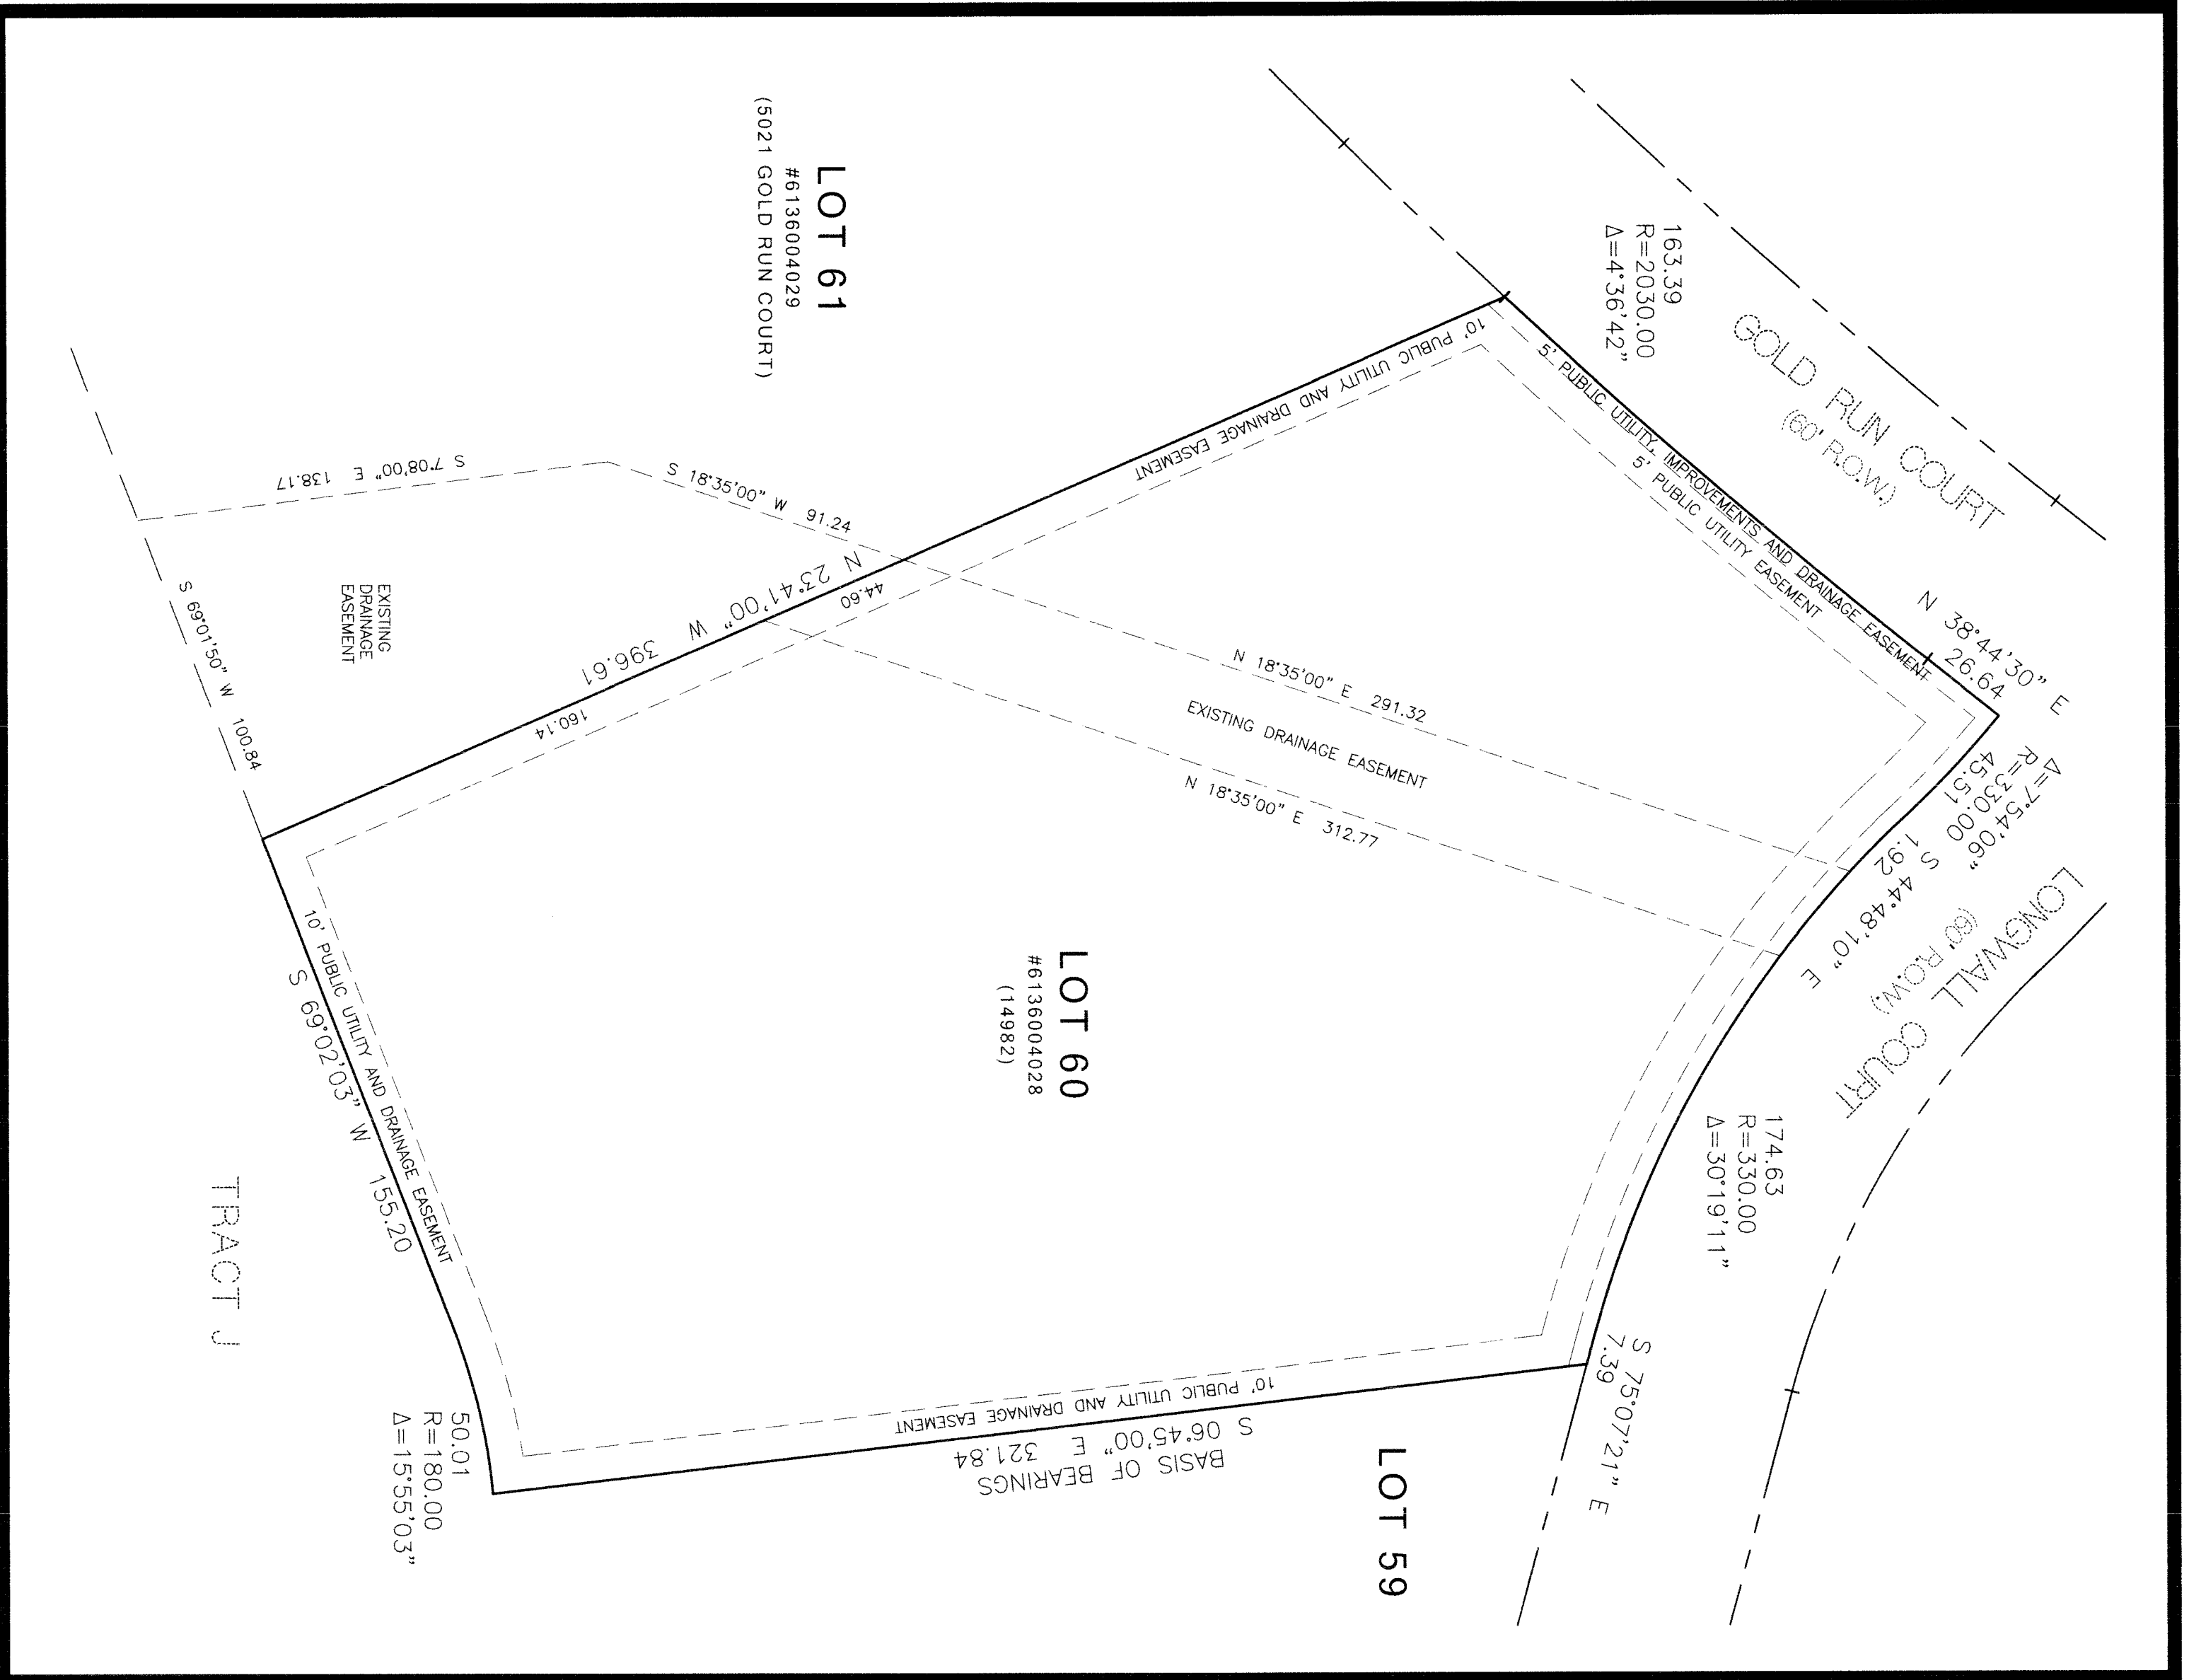 163.39
R=2030.00
Δ=4°36'42"
GOLD RUN COURT
(60' R.O.W.)
N 38°44'30" E
26.64
Δ=7°54'06"
R=330.00
45.51
S 44°48'10" E
1.92
LONGWALL COURT
(60' R.O.W.)
174.63
R=330.00
Δ=30°19'11"
S 75°07'21" E
7.39
5' PUBLIC UTILITY, IMPROVEMENTS AND DRAINAGE EASEMENT
5' PUBLIC UTILITY EASEMENT
10' PUBLIC UTILITY AND DRAINAGE EASEMENT
LOT 61
#6136004029
(5021 GOLD RUN COURT)
N 18°35'00" E 291.32
EXISTING DRAINAGE EASEMENT
N 18°35'00" E 312.77
LOT 59
S 18°35'00" W 91.24
44.60
N 23°41'00" W 396.61
160.14
LOT 60
#6136004028
(14982)
10' PUBLIC UTILITY AND DRAINAGE EASEMENT
S 06°45'00" E 321.84
BASIS OF BEARINGS
S 7°08'00" E 138.17
EXISTING
DRAINAGE
EASEMENT
S 69°01'50" W 100.84
10' PUBLIC UTILITY AND DRAINAGE EASEMENT
S 69°02'03" W 155.20
50.01
R=180.00
Δ=15°55'03"
TRACT J